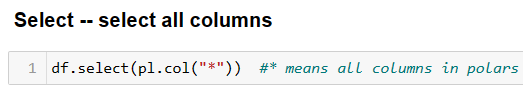 Select -- select all columns
1 df.select(pl.col("*"))  #* means all columns in polars